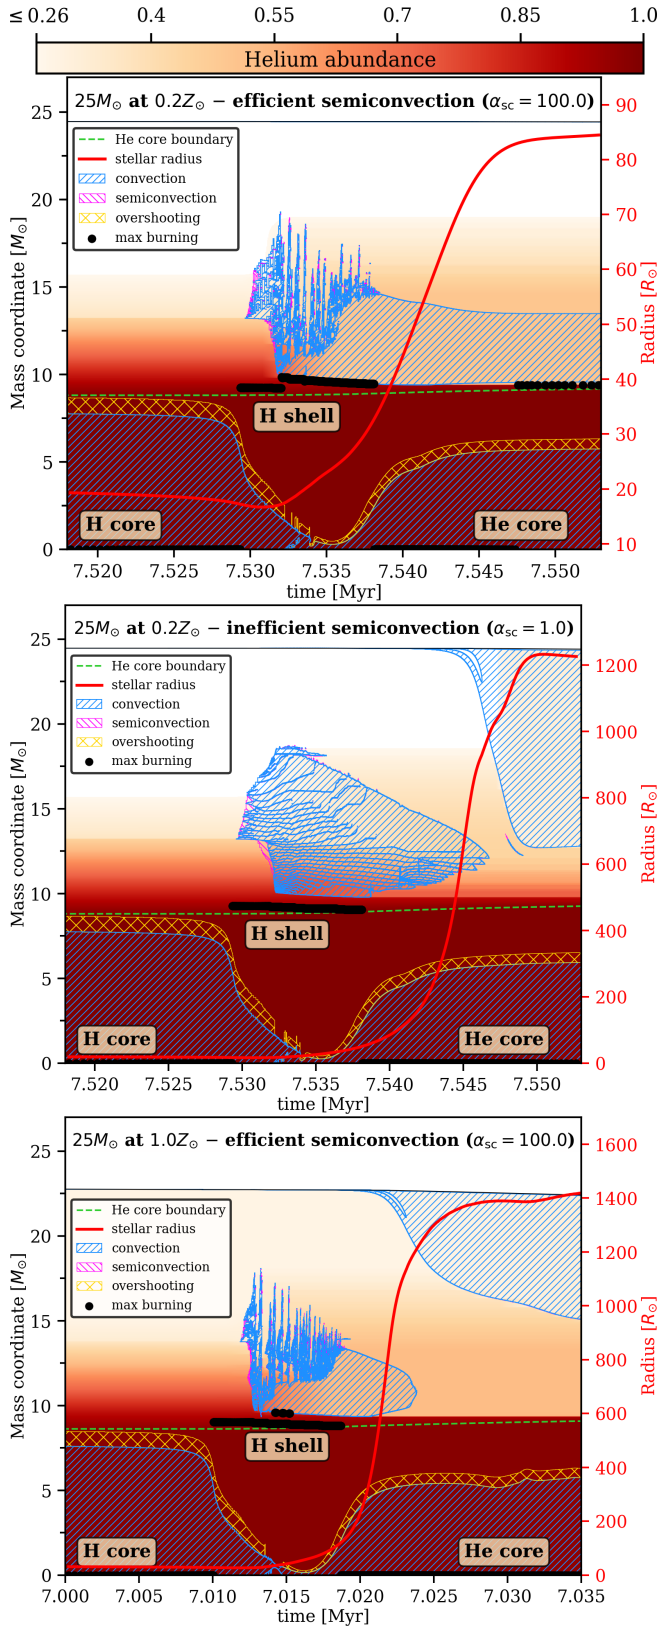 ≤ 0.26 0.4 0.55 0.7 0.85 1.0
Helium abundance
25M⊙ at 0.2Z⊙ − efficient semiconvection (αsc = 100.0)
He core boundary
stellar radius
convection
semiconvection
overshooting
max burning
H shell
H core
He core
Mass coordinate [M⊙]
0 5 10 15 20 25
Radius [R⊙]
10 20 30 40 50 60 70 80 90
7.520 7.525 7.530 7.535 7.540 7.545 7.550
time [Myr]
25M⊙ at 0.2Z⊙ − inefficient semiconvection (αsc = 1.0)
He core boundary
stellar radius
convection
semiconvection
overshooting
max burning
H shell
H core
He core
Mass coordinate [M⊙]
0 5 10 15 20 25
Radius [R⊙]
0 200 400 600 800 1000 1200
7.520 7.525 7.530 7.535 7.540 7.545 7.550
time [Myr]
25M⊙ at 1.0Z⊙ − efficient semiconvection (αsc = 100.0)
He core boundary
stellar radius
convection
semiconvection
overshooting
max burning
H shell
H core
He core
Mass coordinate [M⊙]
0 5 10 15 20 25
Radius [R⊙]
0 200 400 600 800 1000 1200 1400 1600
7.000 7.005 7.010 7.015 7.020 7.025 7.030 7.035
time [Myr]